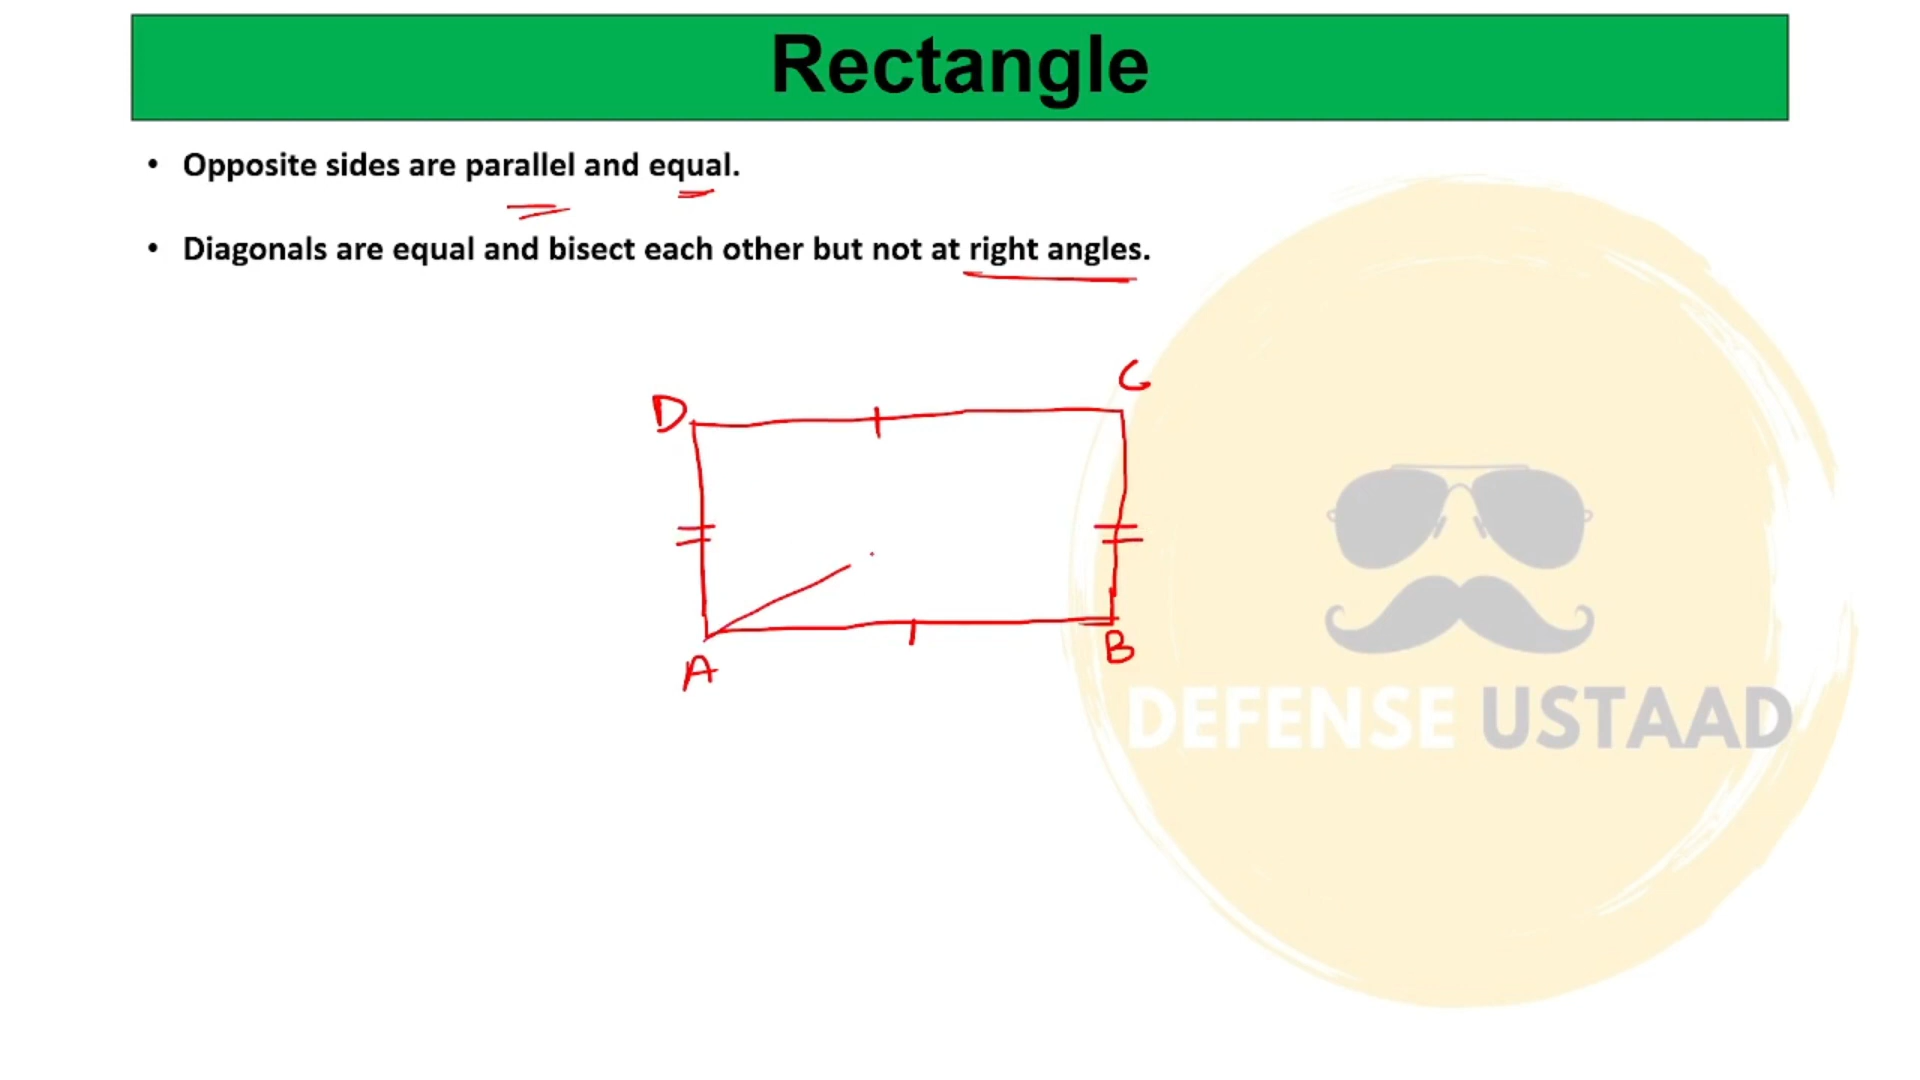 Rectangle
• Opposite sides are parallel and equal.
• Diagonals are equal and bisect each other but not at right angles.
D
C
A
B
DEFENSE USTAAD